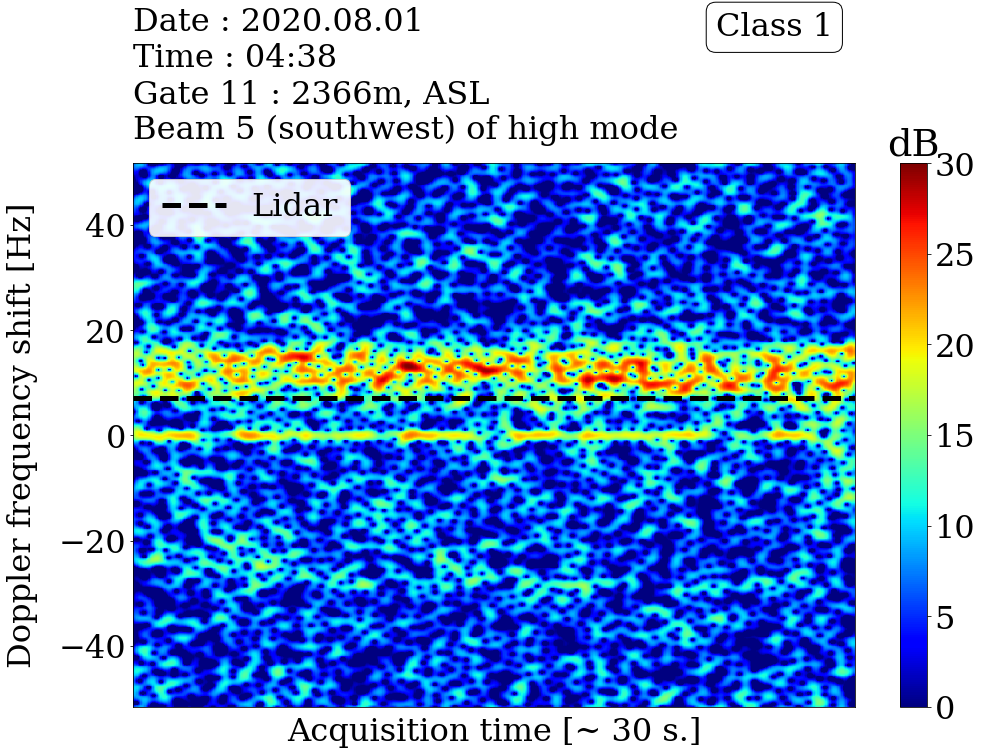 Date : 2020.08.01
Time : 04:38
Gate 11 : 2366m, ASL
Beam 5 (southwest) of high mode
Class 1
dB
Lidar
Doppler frequency shift [Hz]
40
20
0
−20
−40
Acquisition time [~ 30 s.]
30
25
20
15
10
5
0